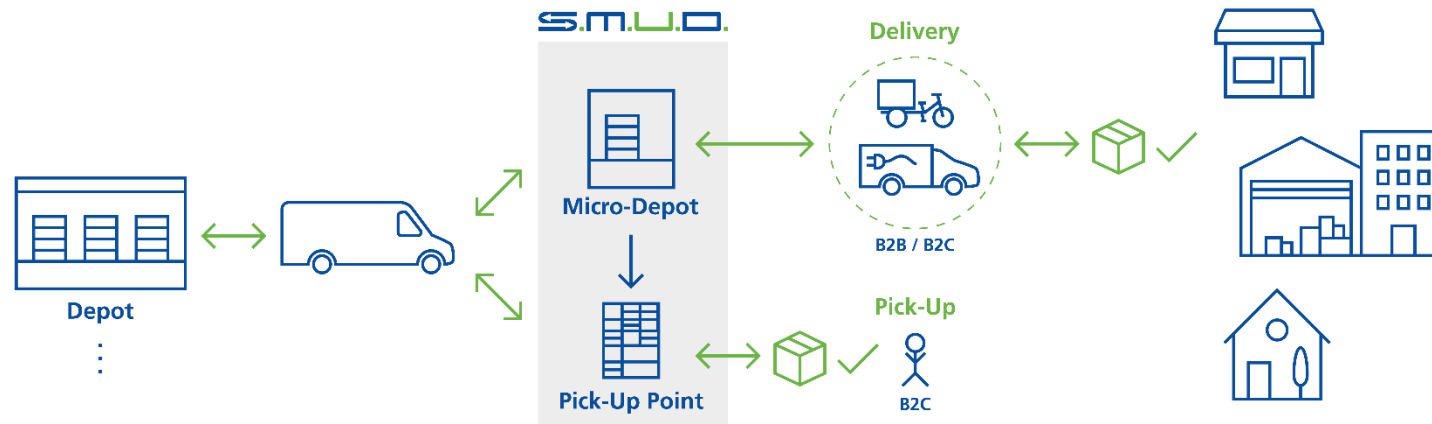 S.M.U.D.
Delivery
Micro-Depot
B2B / B2C
Depot
Pick-Up
Pick-Up Point
B2C